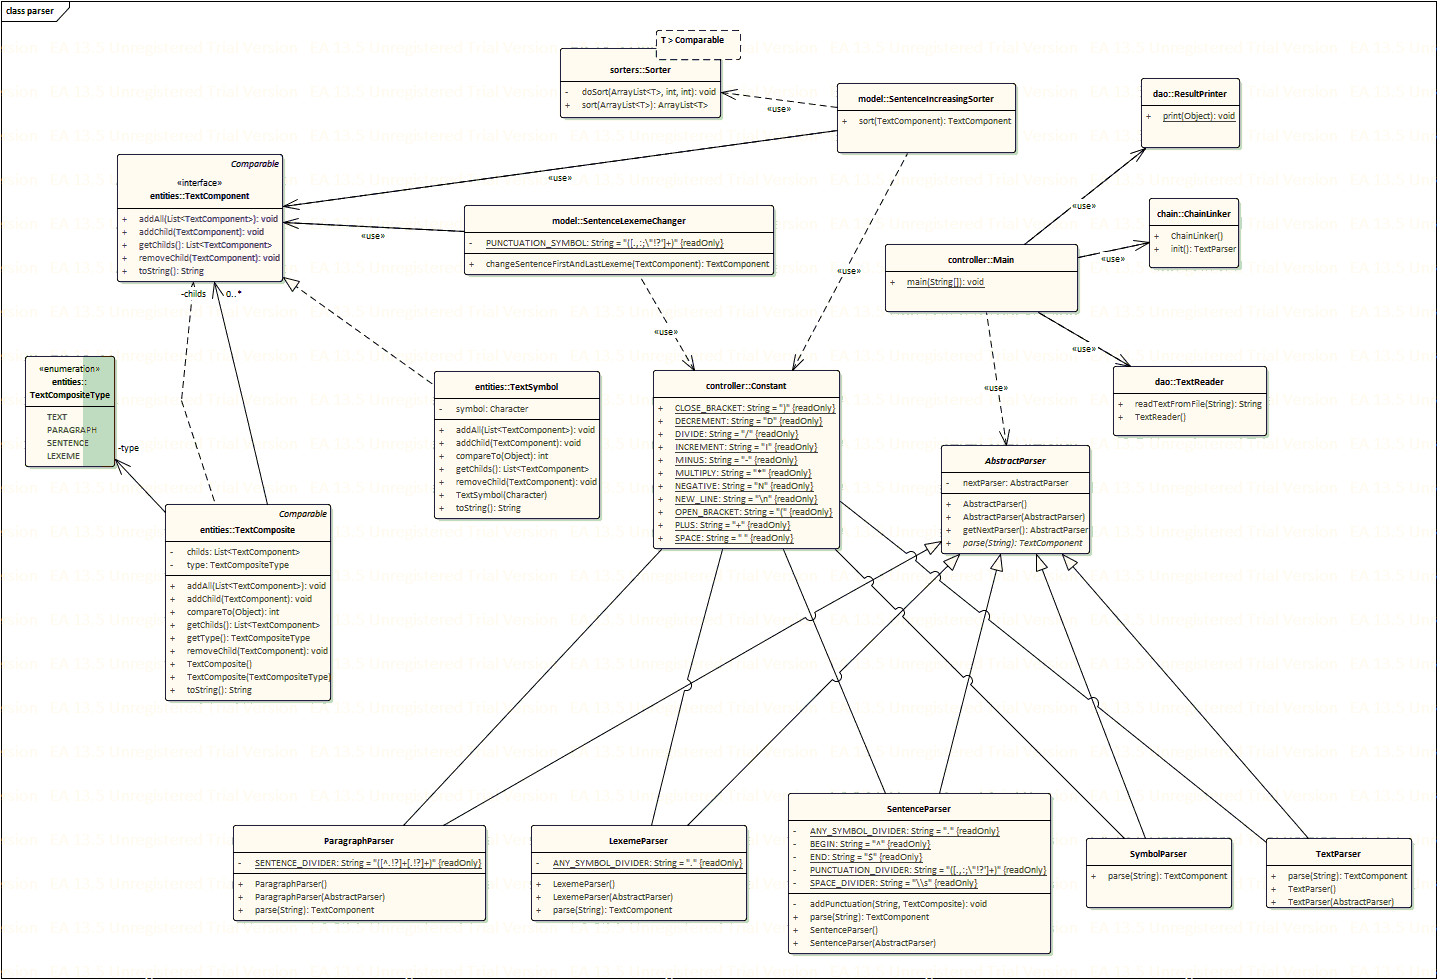 class parser
T > Comparable
sorters::Sorter
- doSort(ArrayList<T>, int, int): void
+ sort(ArrayList<T>): ArrayList<T>
«use»
model::SentenceIncreasingSorter
+ sort(TextComponent): TextComponent
dao::ResultPrinter
+ print(Object): void
Comparable
«interface»
entities::TextComponent
+ addAll(List<TextComponent>): void
+ addChild(TextComponent): void
+ getChilds(): List<TextComponent>
+ removeChild(TextComponent): void
+ toString(): String
«use»
«use»
model::SentenceLexemeChanger
- PUNCTUATION_SYMBOL: String = "([.,:;\"!?']+)" {readOnly}
+ changeSentenceFirstAndLastLexeme(TextComponent): TextComponent
«use»
chain::ChainLinker
+ ChainLinker()
+ init(): TextParser
«use»
controller::Main
+ main(String[]): void
«use»
-childs 0..*
«use»
«use»
«use»
dao::TextReader
+ readTextFromFile(String): String
+ TextReader()
«enumeration»
entities::
TextCompositeType
TEXT
PARAGRAPH
SENTENCE
LEXEME
-type
entities::TextSymbol
- symbol: Character
+ addAll(List<TextComponent>): void
+ addChild(TextComponent): void
+ compareTo(Object): int
+ getChilds(): List<TextComponent>
+ removeChild(TextComponent): void
+ TextSymbol(Character)
+ toString(): String
controller::Constant
+ CLOSE_BRACKET: String = ")" {readOnly}
+ DECREMENT: String = "D" {readOnly}
+ DIVIDE: String = "/" {readOnly}
+ INCREMENT: String = "I" {readOnly}
+ MINUS: String = "-" {readOnly}
+ MULTIPLY: String = "*" {readOnly}
+ NEGATIVE: String = "N" {readOnly}
+ NEW_LINE: String = "\n" {readOnly}
+ OPEN_BRACKET: String = "(" {readOnly}
+ PLUS: String = "+" {readOnly}
+ SPACE: String = " " {readOnly}
AbstractParser
- nextParser: AbstractParser
+ AbstractParser()
+ AbstractParser(AbstractParser)
+ getNextParser(): AbstractParser
+ parse(String): TextComponent
Comparable
entities::TextComposite
- childs: List<TextComponent>
- type: TextCompositeType
+ addAll(List<TextComponent>): void
+ addChild(TextComponent): void
+ compareTo(Object): int
+ getChilds(): List<TextComponent>
+ getType(): TextCompositeType
+ removeChild(TextComponent): void
+ TextComposite()
+ TextComposite(TextCompositeType)
+ toString(): String
ParagraphParser
- SENTENCE_DIVIDER: String = "([^.!?]+[.!?]+)" {readOnly}
+ ParagraphParser()
+ ParagraphParser(AbstractParser)
+ parse(String): TextComponent
LexemeParser
- ANY_SYMBOL_DIVIDER: String = "." {readOnly}
+ LexemeParser()
+ LexemeParser(AbstractParser)
+ parse(String): TextComponent
SentenceParser
- ANY_SYMBOL_DIVIDER: String = "." {readOnly}
- BEGIN: String = "^" {readOnly}
- END: String = "$" {readOnly}
- PUNCTUATION_DIVIDER: String = "([.,:;\"!?']+)" {readOnly}
- SPACE_DIVIDER: String = "\\s" {readOnly}
- addPunctuation(String, TextComposite): void
+ parse(String): TextComponent
+ SentenceParser()
+ SentenceParser(AbstractParser)
SymbolParser
+ parse(String): TextComponent
TextParser
+ parse(String): TextComponent
+ TextParser()
+ TextParser(AbstractParser)